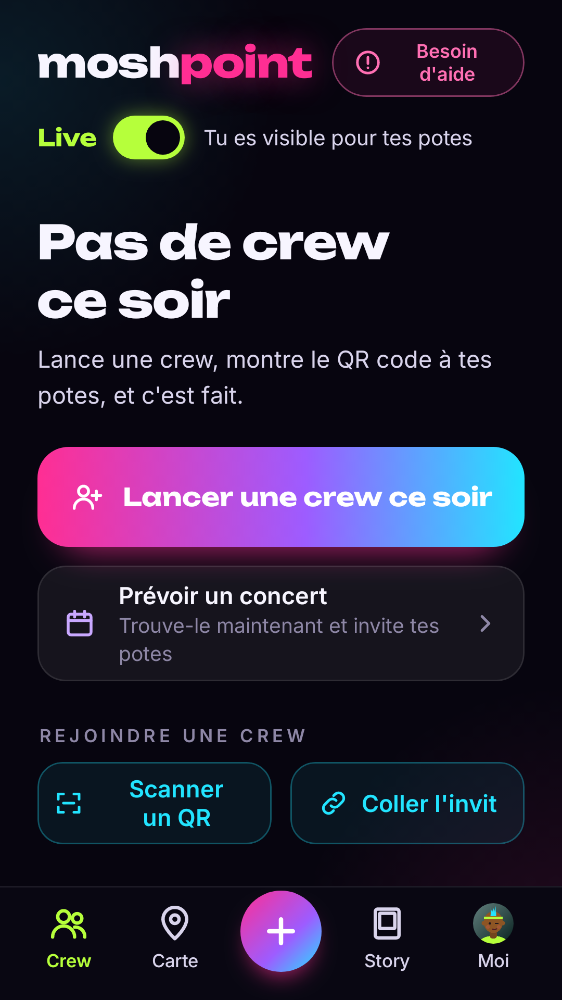 moshpoint
Besoin
d'aide
Live
Tu es visible pour tes potes
Pas de crew
ce soir
Lance une crew, montre le QR code à tes
potes, et c'est fait.
Lancer une crew ce soir
Prévoir un concert
Trouve-le maintenant et invite tes
potes
REJOINDRE UNE CREW
Scanner
un QR
Coller l'invit
Crew
Carte
Story
Moi